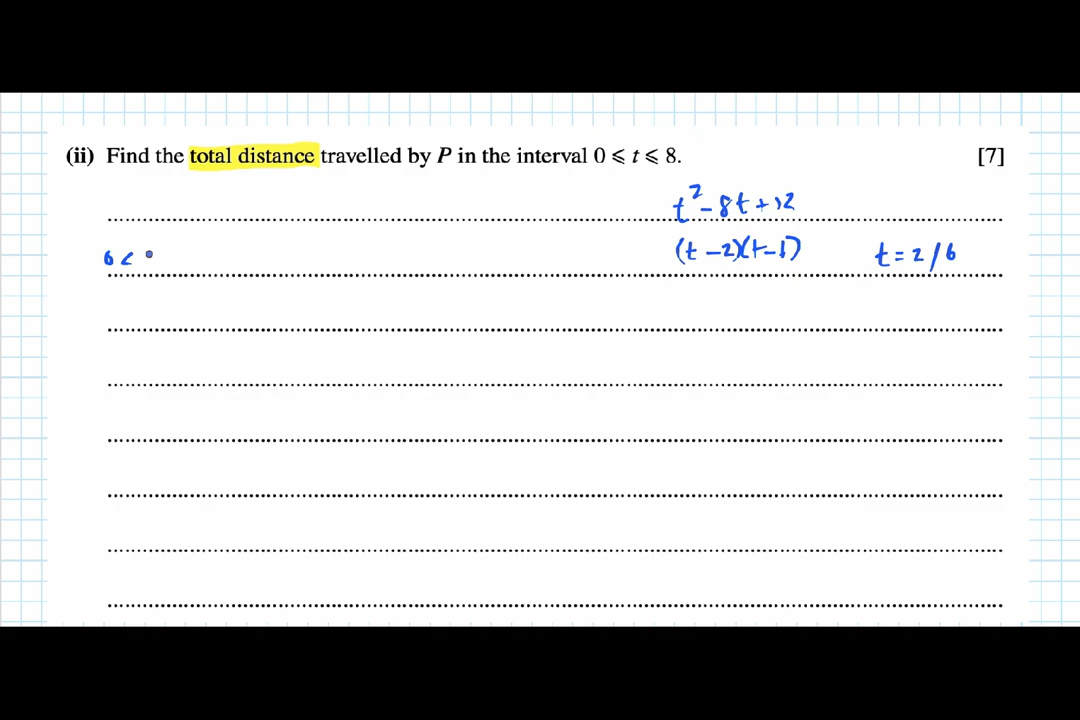 (ii) Find the total distance travelled by P in the interval 0 ⩽ t ⩽ 8. [7]
t² - 8t + 12
(t - 2)(t - 1) t = 2/6
0 <